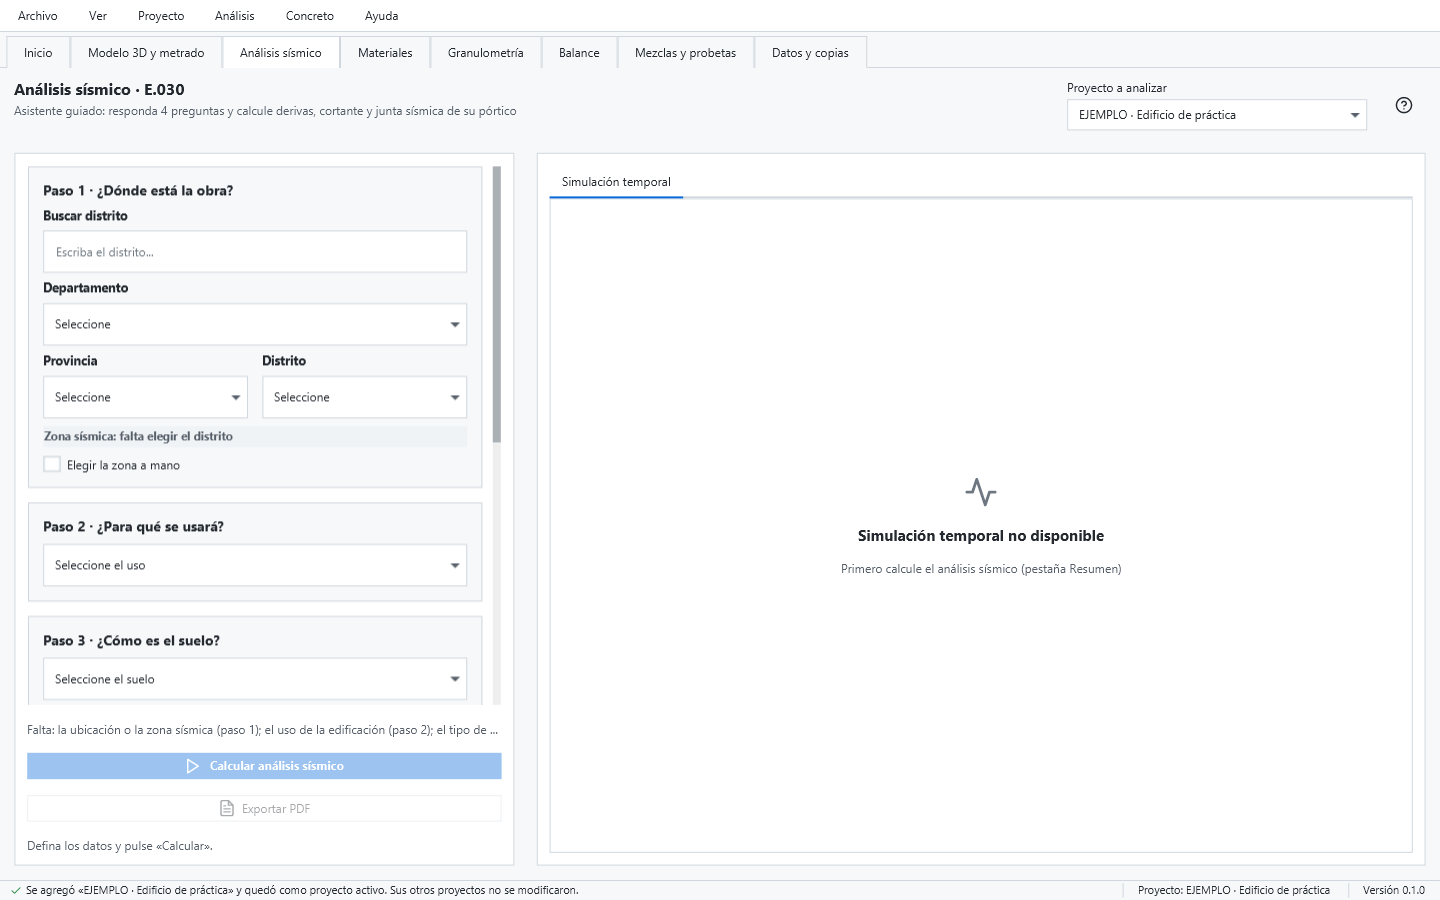 Archivo Ver Proyecto Análisis Concreto Ayuda
Inicio Modelo 3D y metrado Análisis sísmico Materiales Granulometría Balance Mezclas y probetas Datos y copias
Análisis sísmico · E.030
Asistente guiado: responda 4 preguntas y calcule derivas, cortante y junta sísmica de su pórtico
Proyecto a analizar
EJEMPLO · Edificio de práctica
Paso 1 · ¿Dónde está la obra?
Buscar distrito
Escriba el distrito...
Departamento
Seleccione
Provincia Distrito
Seleccione Seleccione
Zona sísmica: falta elegir el distrito
Elegir la zona a mano
Paso 2 · ¿Para qué se usará?
Seleccione el uso
Paso 3 · ¿Cómo es el suelo?
Seleccione el suelo
Falta: la ubicación o la zona sísmica (paso 1); el uso de la edificación (paso 2); el tipo de ...
Calcular análisis sísmico
Exportar PDF
Defina los datos y pulse «Calcular».
Simulación temporal
Simulación temporal no disponible
Primero calcule el análisis sísmico (pestaña Resumen)
Se agregó «EJEMPLO · Edificio de práctica» y quedó como proyecto activo. Sus otros proyectos no se modificaron.
Proyecto: EJEMPLO · Edificio de práctica
Versión 0.1.0